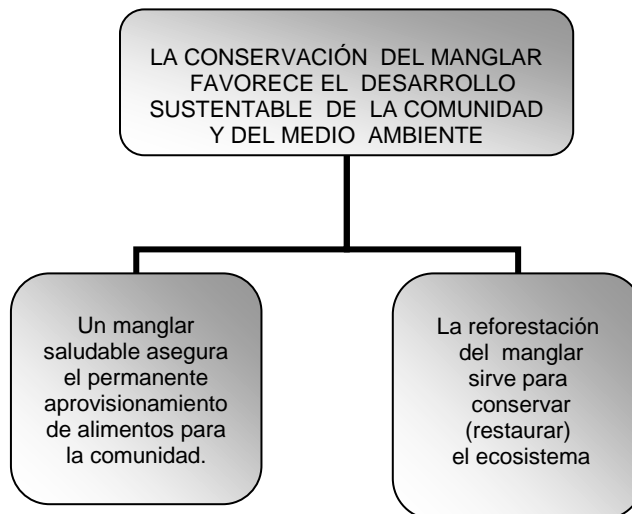 LA CONSERVACIÓN DEL MANGLAR
FAVORECE EL DESARROLLO
SUSTENTABLE DE LA COMUNIDAD
Y DEL MEDIO AMBIENTE
Un manglar
saludable asegura
el permanente
aprovisionamiento
de alimentos para
la comunidad.
La reforestación
del manglar
sirve para
conservar
(restaurar)
el ecosistema